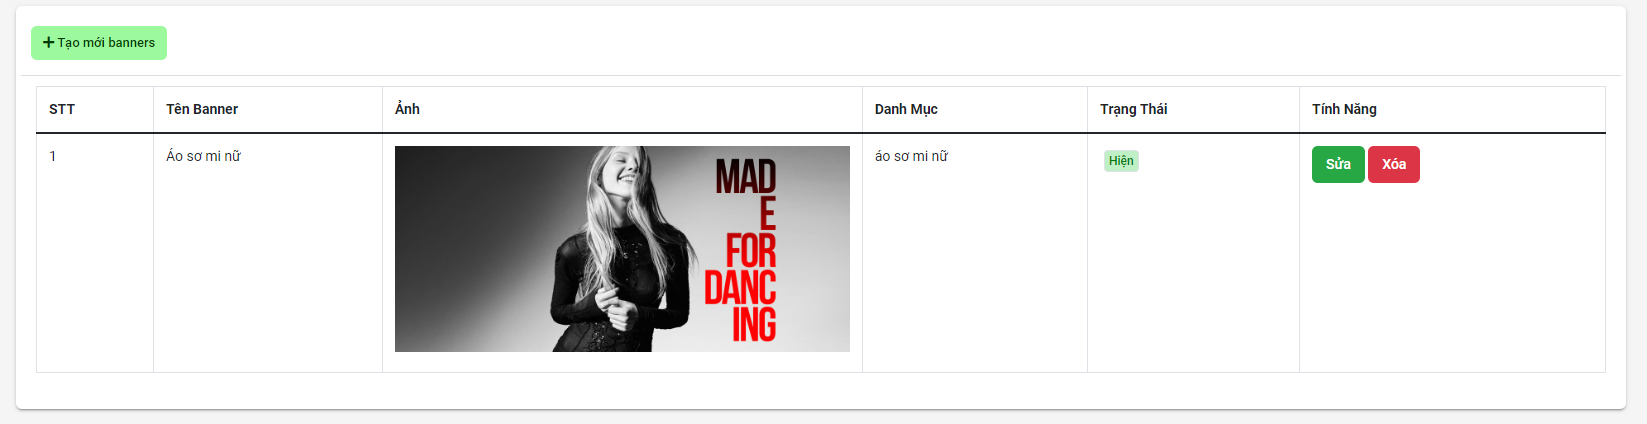 Tạo mới banners
STT Tên Banner Ảnh Danh Mục Trạng Thái Tính Năng
1 Áo sơ mi nữ áo sơ mi nữ Hiện Sửa Xóa
MAD
E
FOR
DANC
ING